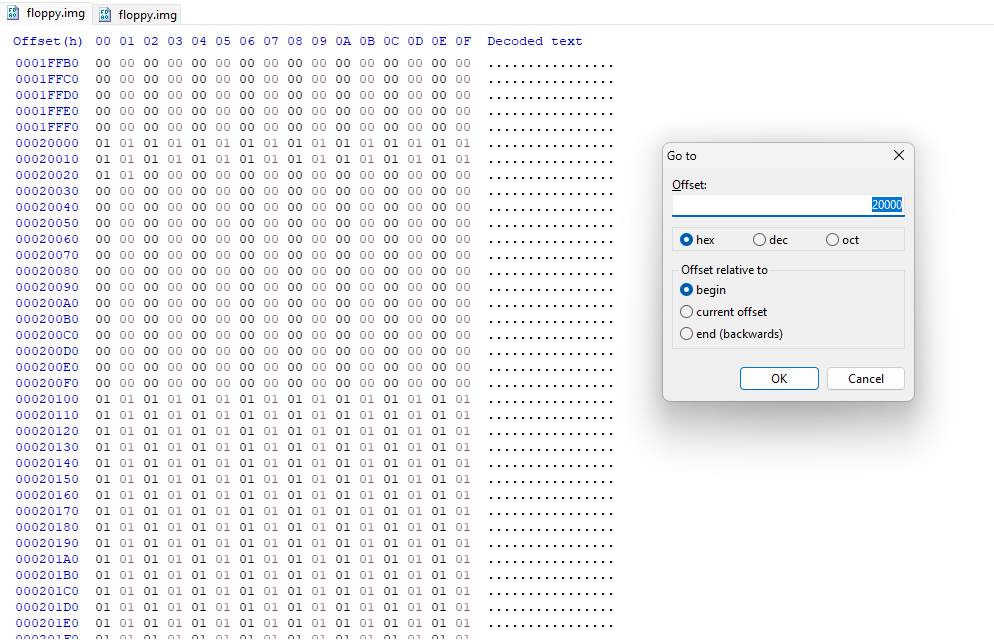 floppy.img floppy.img
Offset(h) 00 01 02 03 04 05 06 07 08 09 0A 0B 0C 0D 0E 0F Decoded text
0001FFB0 00 00 00 00 00 00 00 00 00 00 00 00 00 00 00 00 ................
0001FFC0 00 00 00 00 00 00 00 00 00 00 00 00 00 00 00 00 ................
0001FFD0 00 00 00 00 00 00 00 00 00 00 00 00 00 00 00 00 ................
0001FFE0 00 00 00 00 00 00 00 00 00 00 00 00 00 00 00 00 ................
0001FFF0 00 00 00 00 00 00 00 00 00 00 00 00 00 00 00 00 ................
00020000 01 01 01 01 01 01 01 01 01 01 01 01 01 01 01 01 ................
00020010 01 01 01 01 01 01 01 01 01 01 01 01 01 01 01 01 ................
00020020 01 01 00 00 00 00 00 00 00 00 00 00 00 00 00 00 ................
00020030 00 00 00 00 00 00 00 00 00 00 00 00 00 00 00 00 ................
00020040 00 00 00 00 00 00 00 00 00 00 00 00 00 00 00 00 ................
00020050 00 00 00 00 00 00 00 00 00 00 00 00 00 00 00 00 ................
00020060 00 00 00 00 00 00 00 00 00 00 00 00 00 00 00 00 ................
00020070 00 00 00 00 00 00 00 00 00 00 00 00 00 00 00 00 ................
00020080 00 00 00 00 00 00 00 00 00 00 00 00 00 00 00 00 ................
00020090 00 00 00 00 00 00 00 00 00 00 00 00 00 00 00 00 ................
000200A0 00 00 00 00 00 00 00 00 00 00 00 00 00 00 00 00 ................
000200B0 00 00 00 00 00 00 00 00 00 00 00 00 00 00 00 00 ................
000200C0 00 00 00 00 00 00 00 00 00 00 00 00 00 00 00 00 ................
000200D0 00 00 00 00 00 00 00 00 00 00 00 00 00 00 00 00 ................
000200E0 00 00 00 00 00 00 00 00 00 00 00 00 00 00 00 00 ................
000200F0 00 00 00 00 00 00 00 00 00 00 00 00 00 00 00 00 ................
00020100 01 01 01 01 01 01 01 01 01 01 01 01 01 01 01 01 ................
00020110 01 01 01 01 01 01 01 01 01 01 01 01 01 01 01 01 ................
00020120 01 01 01 01 01 01 01 01 01 01 01 01 01 01 01 01 ................
00020130 01 01 01 01 01 01 01 01 01 01 01 01 01 01 01 01 ................
00020140 01 01 01 01 01 01 01 01 01 01 01 01 01 01 01 01 ................
00020150 01 01 01 01 01 01 01 01 01 01 01 01 01 01 01 01 ................
00020160 01 01 01 01 01 01 01 01 01 01 01 01 01 01 01 01 ................
00020170 01 01 01 01 01 01 01 01 01 01 01 01 01 01 01 01 ................
00020180 01 01 01 01 01 01 01 01 01 01 01 01 01 01 01 01 ................
00020190 01 01 01 01 01 01 01 01 01 01 01 01 01 01 01 01 ................
000201A0 01 01 01 01 01 01 01 01 01 01 01 01 01 01 01 01 ................
000201B0 01 01 01 01 01 01 01 01 01 01 01 01 01 01 01 01 ................
000201C0 01 01 01 01 01 01 01 01 01 01 01 01 01 01 01 01 ................
000201D0 01 01 01 01 01 01 01 01 01 01 01 01 01 01 01 01 ................
000201E0 01 01 01 01 01 01 01 01 01 01 01 01 01 01 01 01 ................
Go to
Offset:
20000
hex dec oct
Offset relative to
begin
current offset
end (backwards)
OK Cancel